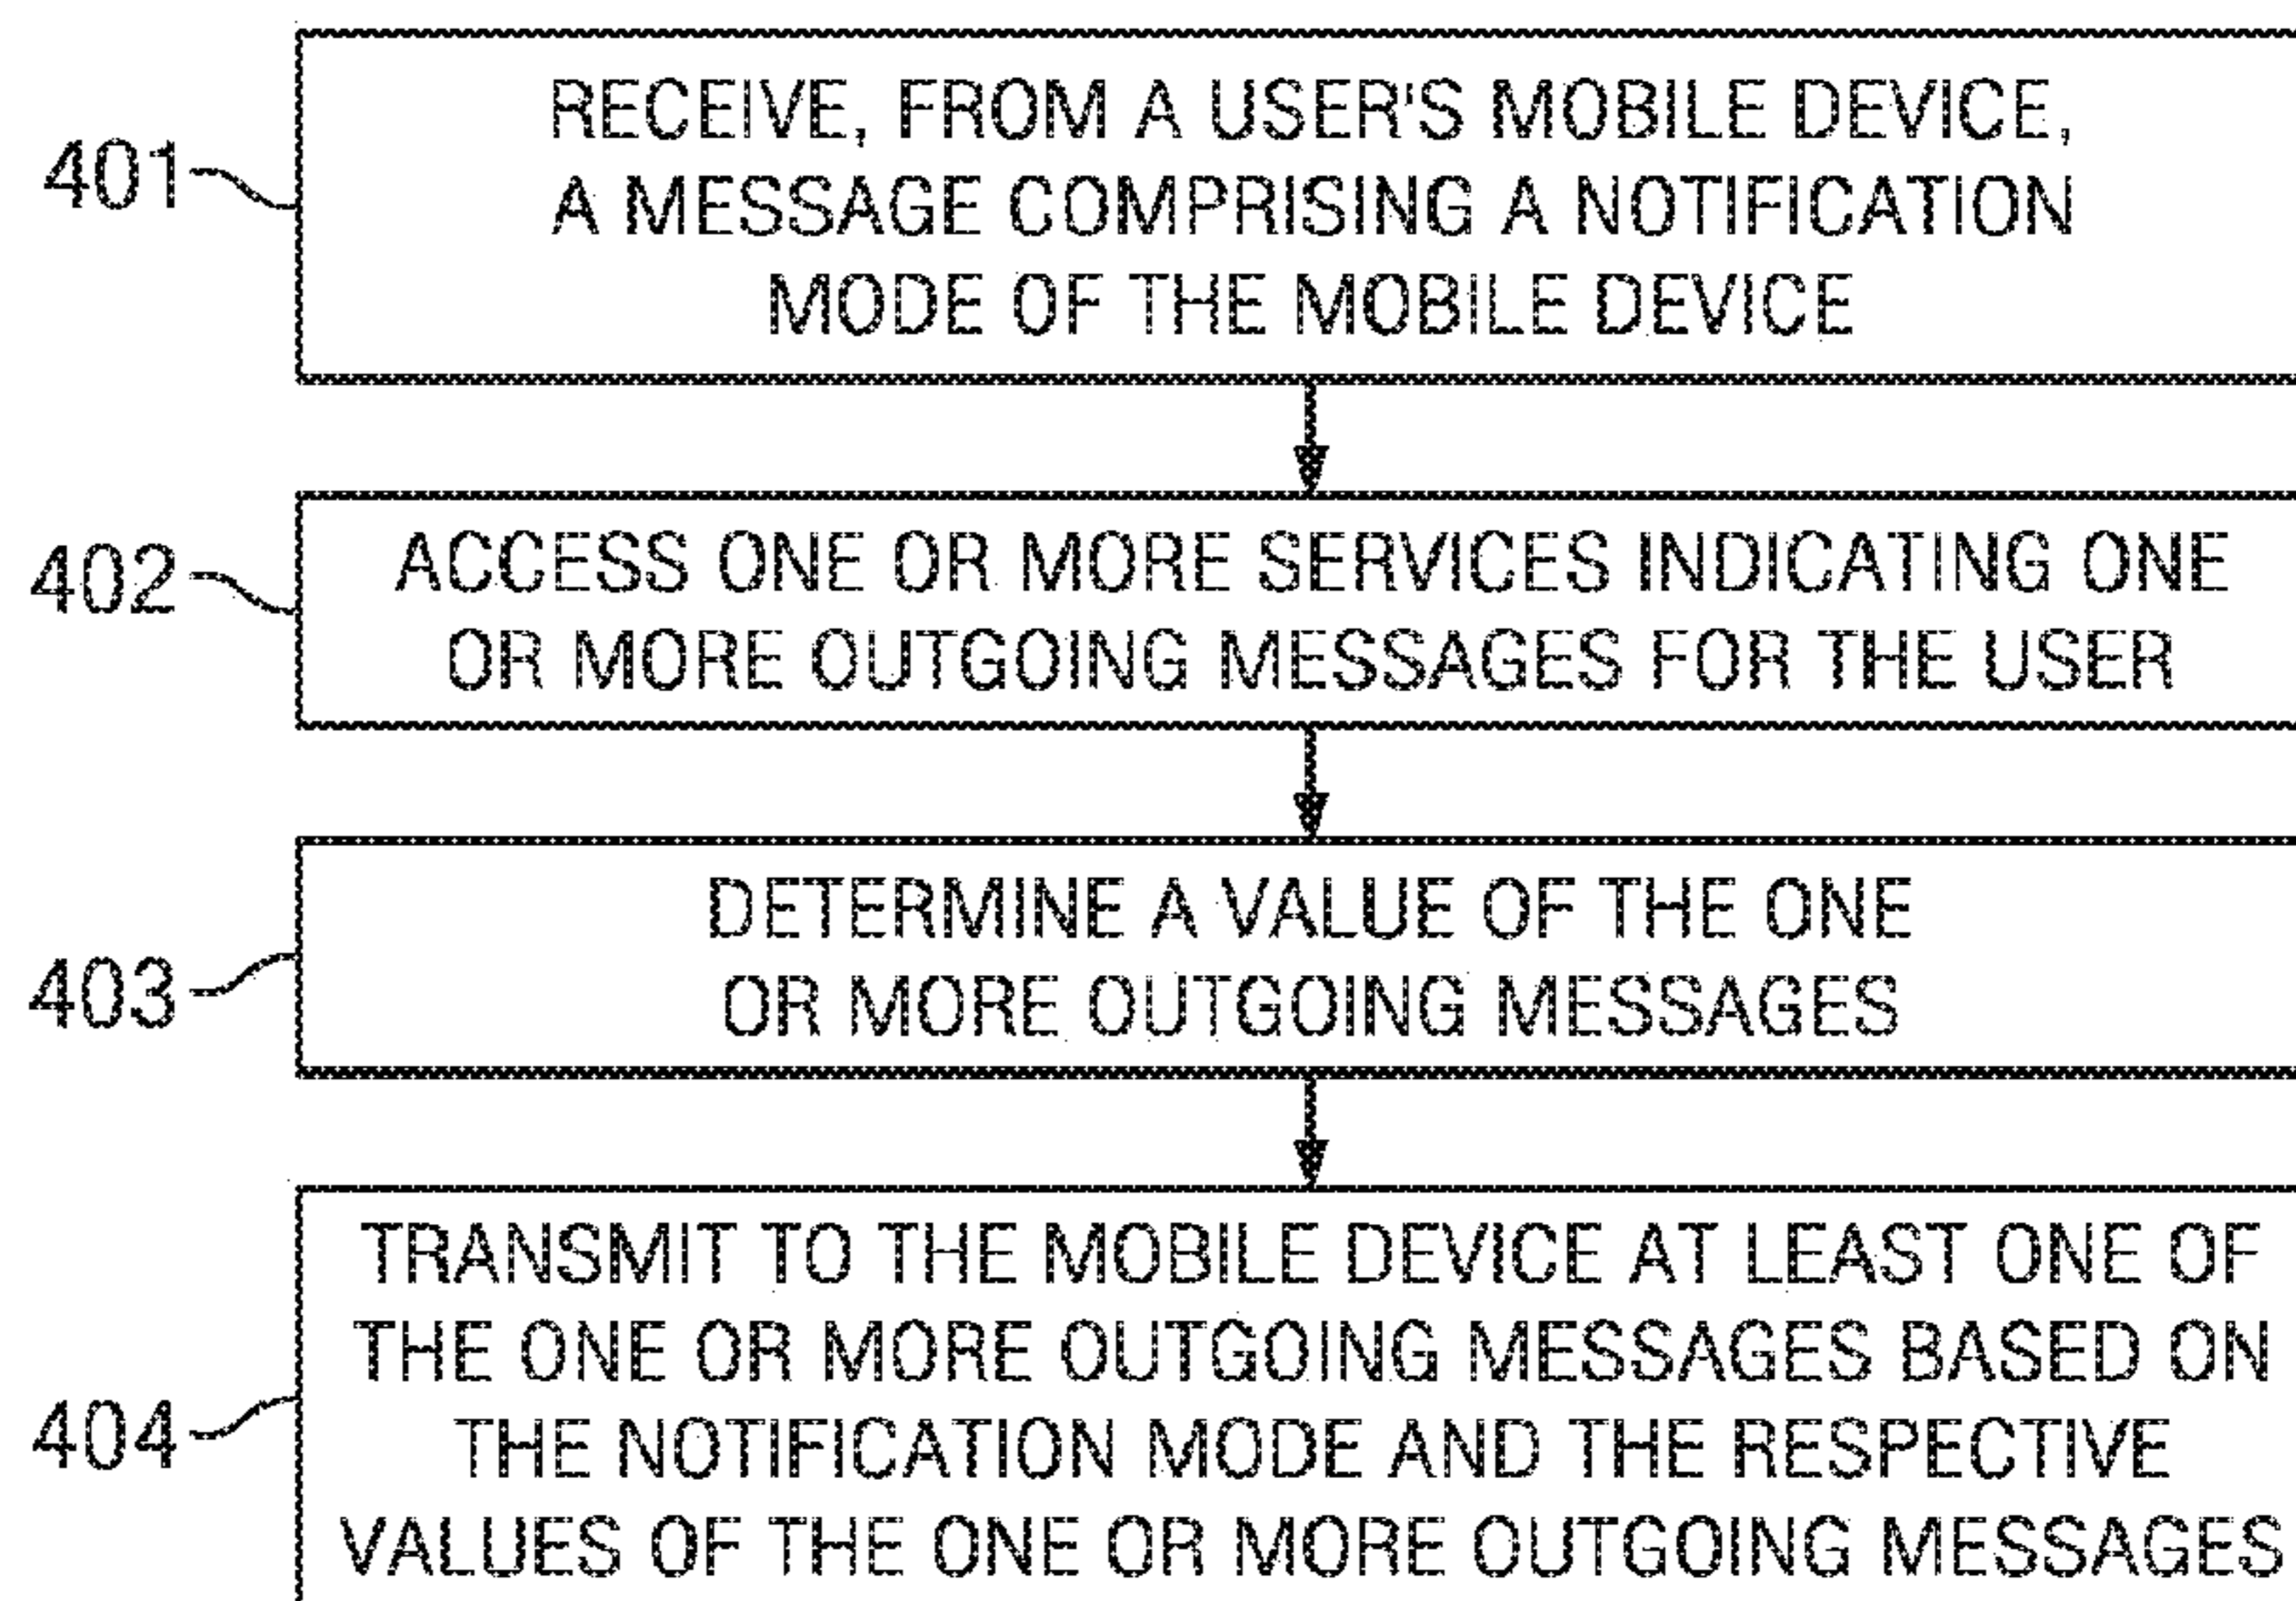 401
RECEIVE, FROM A USER'S MOBILE DEVICE,
A MESSAGE COMPRISING A NOTIFICATION
MODE OF THE MOBILE DEVICE
402
ACCESS ONE OR MORE SERVICES INDICATING ONE
OR MORE OUTGOING MESSAGES FOR THE USER
403
DETERMINE A VALUE OF THE ONE
OR MORE OUTGOING MESSAGES
404
TRANSMIT TO THE MOBILE DEVICE AT LEAST ONE OF
THE ONE OR MORE OUTGOING MESSAGES BASED ON
THE NOTIFICATION MODE AND THE RESPECTIVE
VALUES OF THE ONE OR MORE OUTGOING MESSAGES